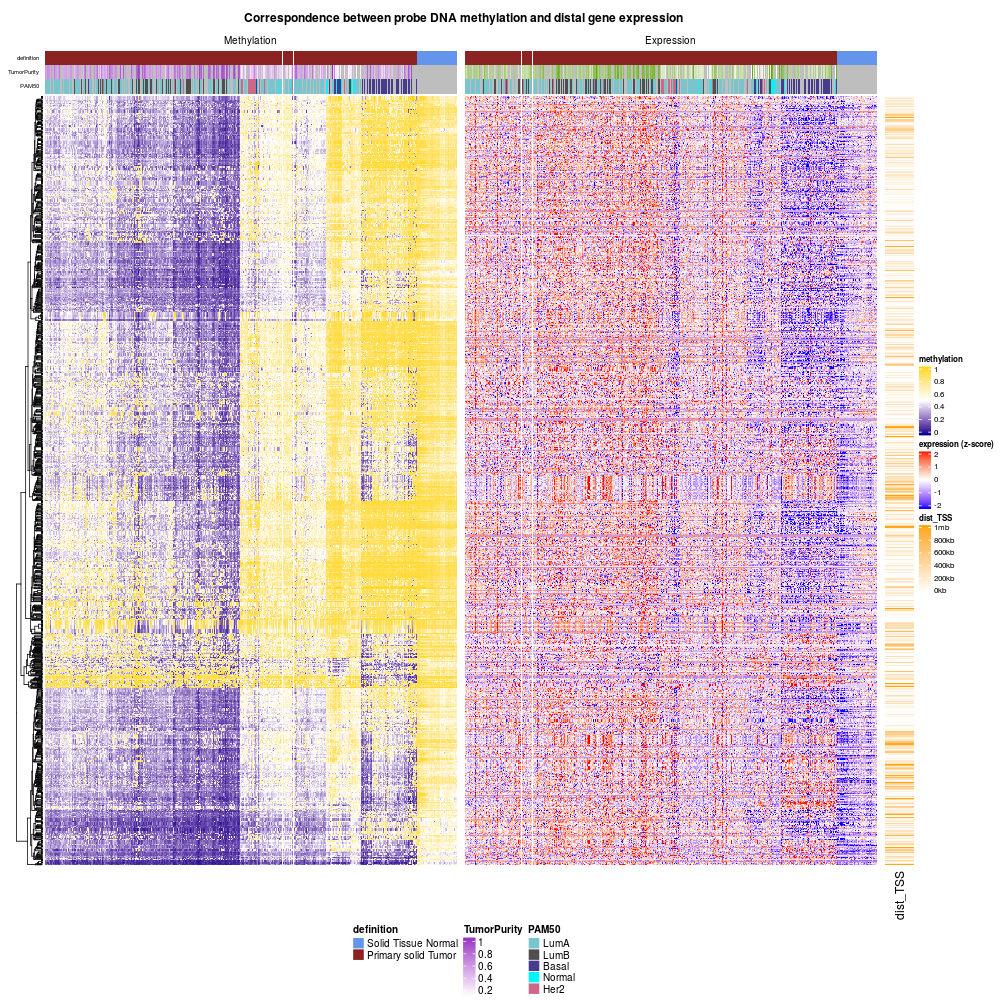 Correspondence between probe DNA methylation and distal gene expression
Methylation
Expression
definition
TumorPurity
PAM50
methylation
1
0.8
0.6
0.4
0.2
0
expression (z-score)
2
1
0
-1
-2
dist_TSS
1mb
800kb
600kb
400kb
200kb
0kb
dist_TSS
definition
Solid Tissue Normal
Primary solid Tumor
TumorPurity
1
0.8
0.6
0.4
0.2
PAM50
LumA
LumB
Basal
Normal
Her2